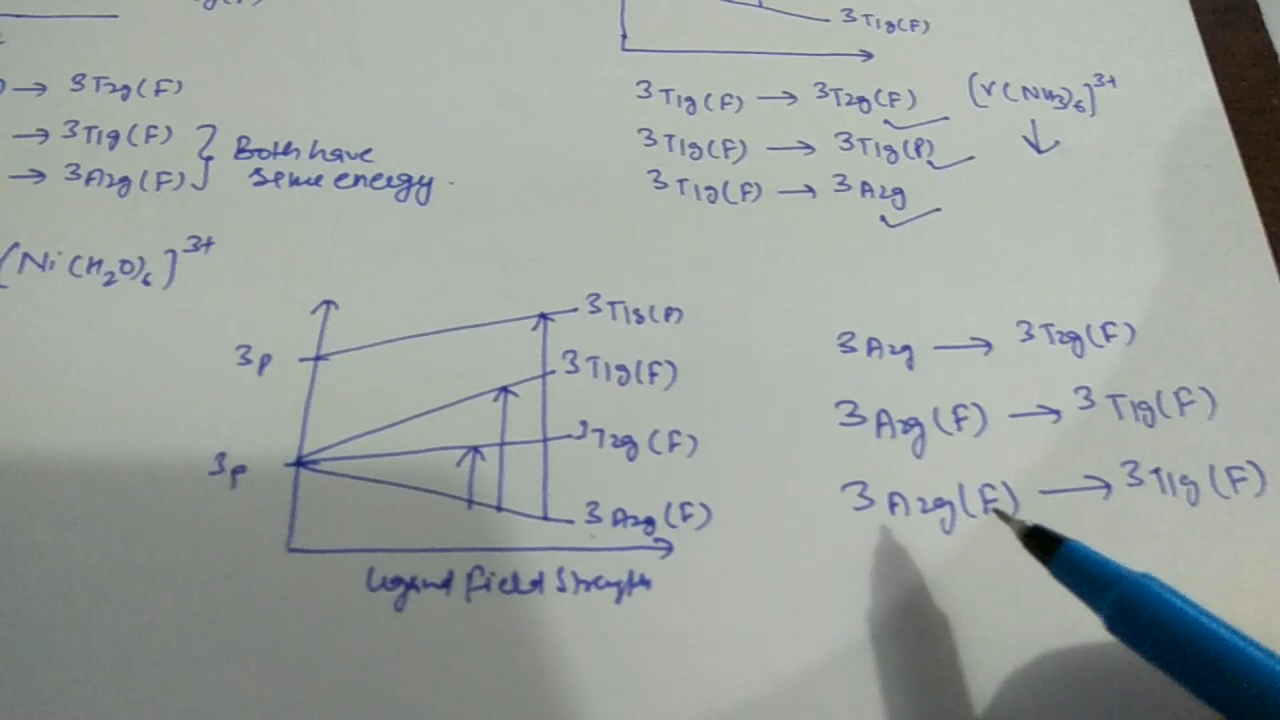 3T1g(F)
→ 3T2g(F)
→ 3T1g(F)
→ 3A2g(F)
Both have
same energy.
3T1g(F) → 3T2g(F)
3T1g(F) → 3T1g(P)
3T1g(F) → 3A2g
[V(NH3)6]3+
[Ni(H2O)6]3+
3p
3p
3T1g(P)
3T1g(F)
3T2g(F)
3A2g(F)
ligand field Strength
3A2g → 3T2g(F)
3A2g(F) → 3T1g(F)
3A2g(F) → 3T1g(F)